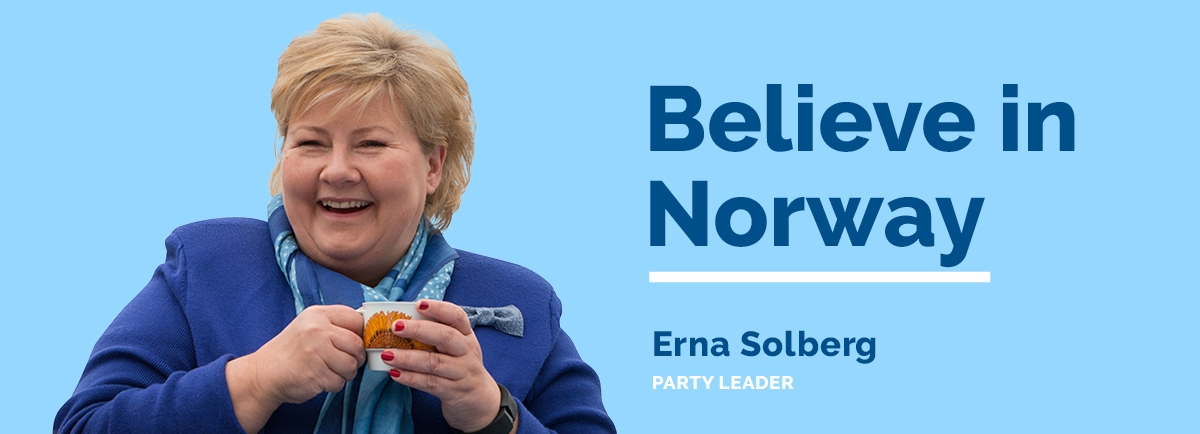 Believe in
Norway
Erna Solberg
PARTY LEADER